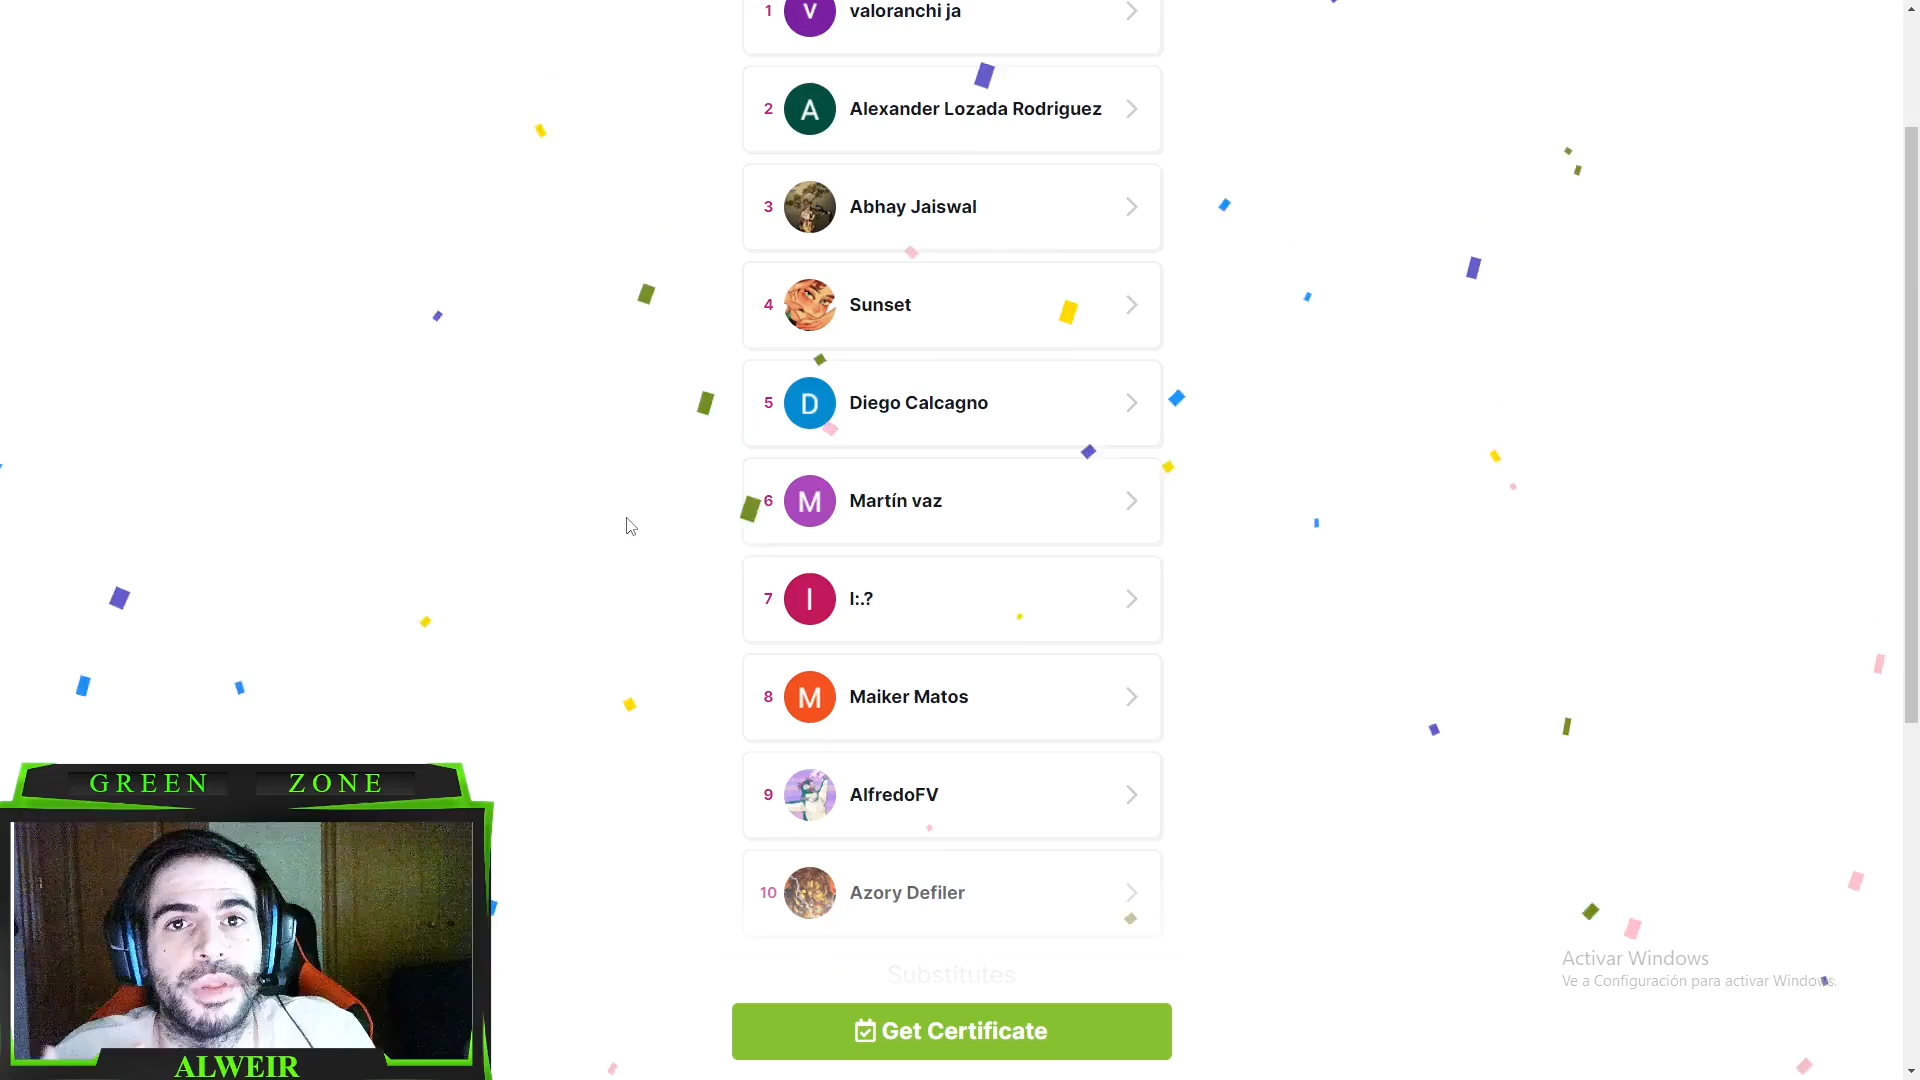 1 V valoranchi ja
2 A Alexander Lozada Rodriguez
3 Abhay Jaiswal
4 Sunset
5 D Diego Calcagno
6 M Martín vaz
7 I I:.?
8 M Maiker Matos
9 AlfredoFV
10 Azory Defiler
Substitutes
Get Certificate
GREEN ZONE
ALWEIR
Activar Windows
Ve a Configuración para activar Windows.